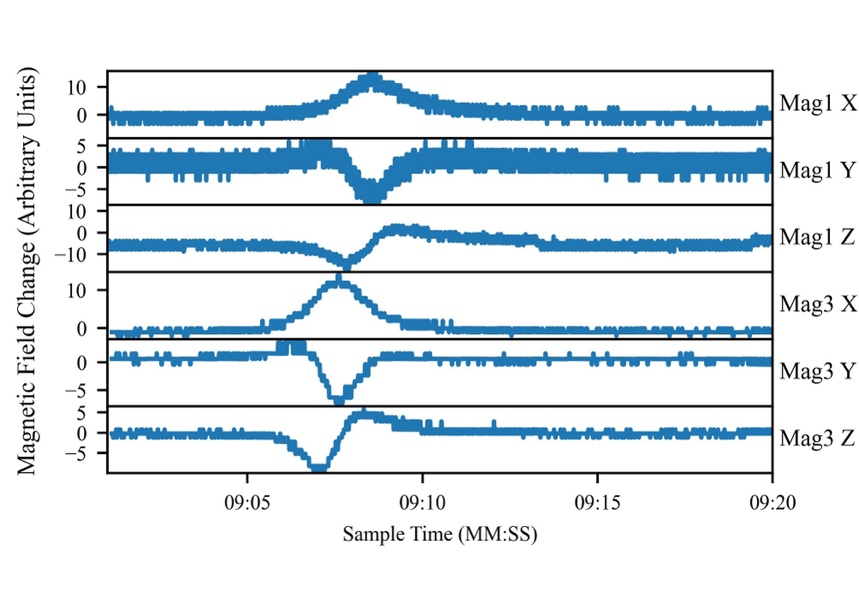 Magnetic Field Change (Arbitrary Units)
10
0
Mag1 X
5
0
−5
Mag1 Y
10
0
−10
Mag1 Z
10
0
Mag3 X
0
−5
Mag3 Y
5
0
−5
Mag3 Z
09:05 09:10 09:15 09:20
Sample Time (MM:SS)